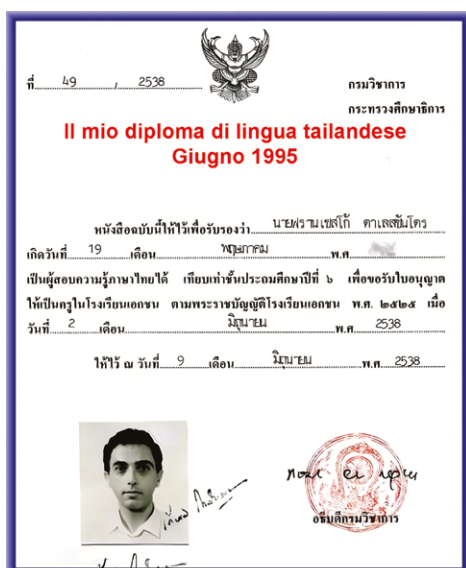 ที่ 49 / 2538
กรมวิชาการ
กระทรวงศึกษาธิการ
Il mio diploma di lingua tailandese
Giugno 1995
หนังสือฉบับนี้ให้ไว้เพื่อรับรองว่า นายฟรานเซสโก้
เกิดวันที่ 19 เดือน พฤษภาคม พ.ศ.
เป็นผู้สอบความรู้ภาษาไทยได้ เทียบเท่าชั้นประถมศึกษาปีที่ ๖ เพื่อขอรับใบอนุญาต
ให้เป็นครูในโรงเรียนเอกชน ตามพระราชบัญญัติโรงเรียนเอกชน พ.ศ. ๒๕๒๕ เมื่อ
วันที่ 2 เดือน มิถุนายน พ.ศ. 2538
ให้ไว้ ณ วันที่ 9 เดือน มิถุนายน พ.ศ. 2538
อธิบดีกรมวิชาการ